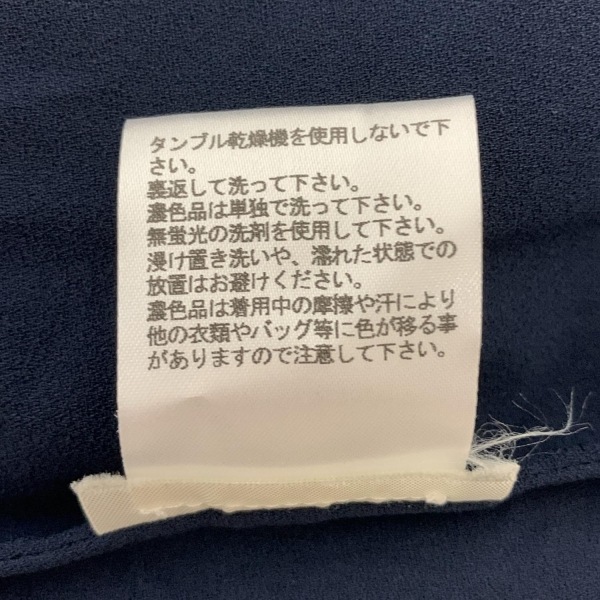 タンブル乾燥機を使用しないで下
さい。
裏返して洗って下さい。
濃色品は単独で洗って下さい。
無蛍光の洗剤を使用して下さい。
浸け置き洗いや、濡れた状態での
放置はお避けください。
濃色品は着用中の摩擦や汗により
他の衣類やバッグ等に色が移る事
がありますので注意して下さい。